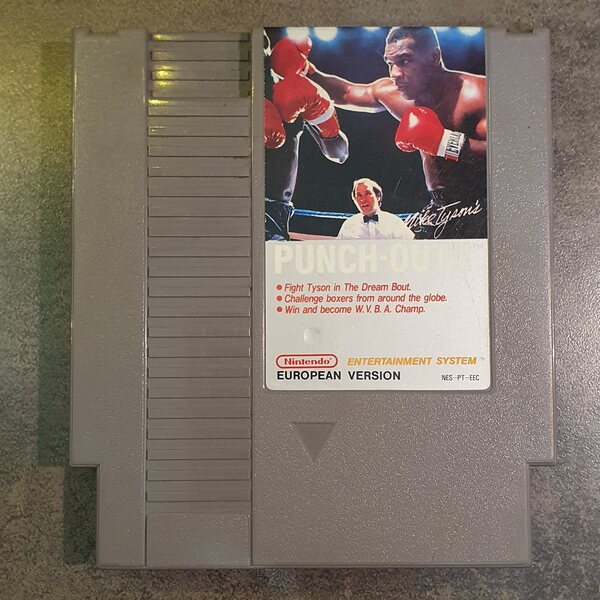 EVERLAST
Mike Tyson's
PUNCH-OUT!!
• Fight Tyson in The Dream Bout.
• Challenge boxers from around the globe.
• Win and become W.V.B.A. Champ.
Nintendo® ENTERTAINMENT SYSTEM™
EUROPEAN VERSION NES-PT-EEC